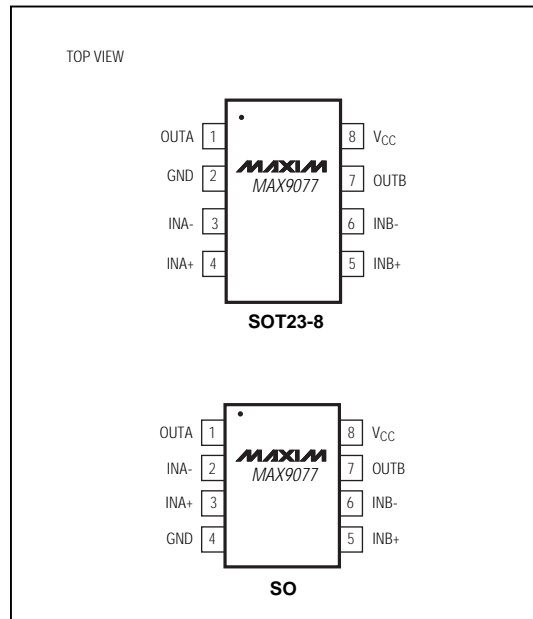 TOP VIEW
OUTA 1 8 VCC
MAXIM
GND 2 MAX9077 7 OUTB
INA- 3 6 INB-
INA+ 4 5 INB+
SOT23-8
OUTA 1 8 VCC
MAXIM
INA- 2 MAX9077 7 OUTB
INA+ 3 6 INB-
GND 4 5 INB+
SO